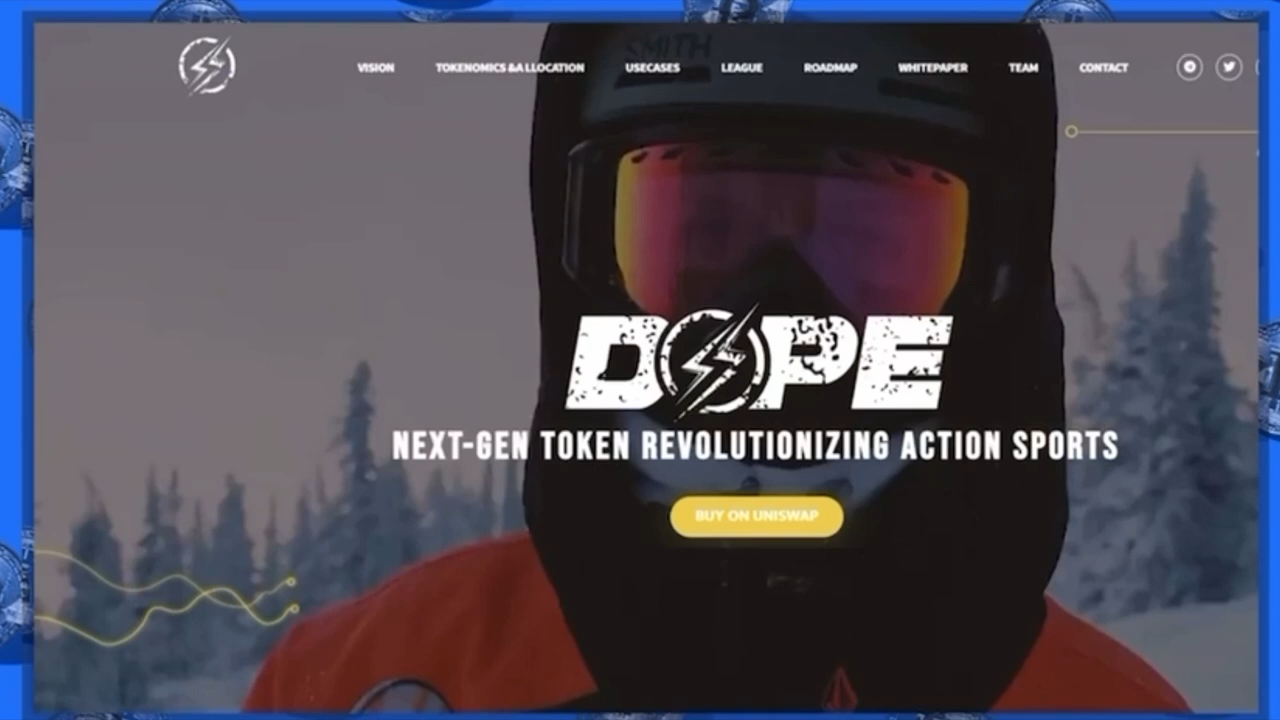 SMITH
VISION TOKENOMICS &ALLOCATION USECASES LEAGUE ROADMAP WHITEPAPER TEAM CONTACT
DOPE
NEXT-GEN TOKEN REVOLUTIONIZING ACTION SPORTS
BUY ON UNISWAP